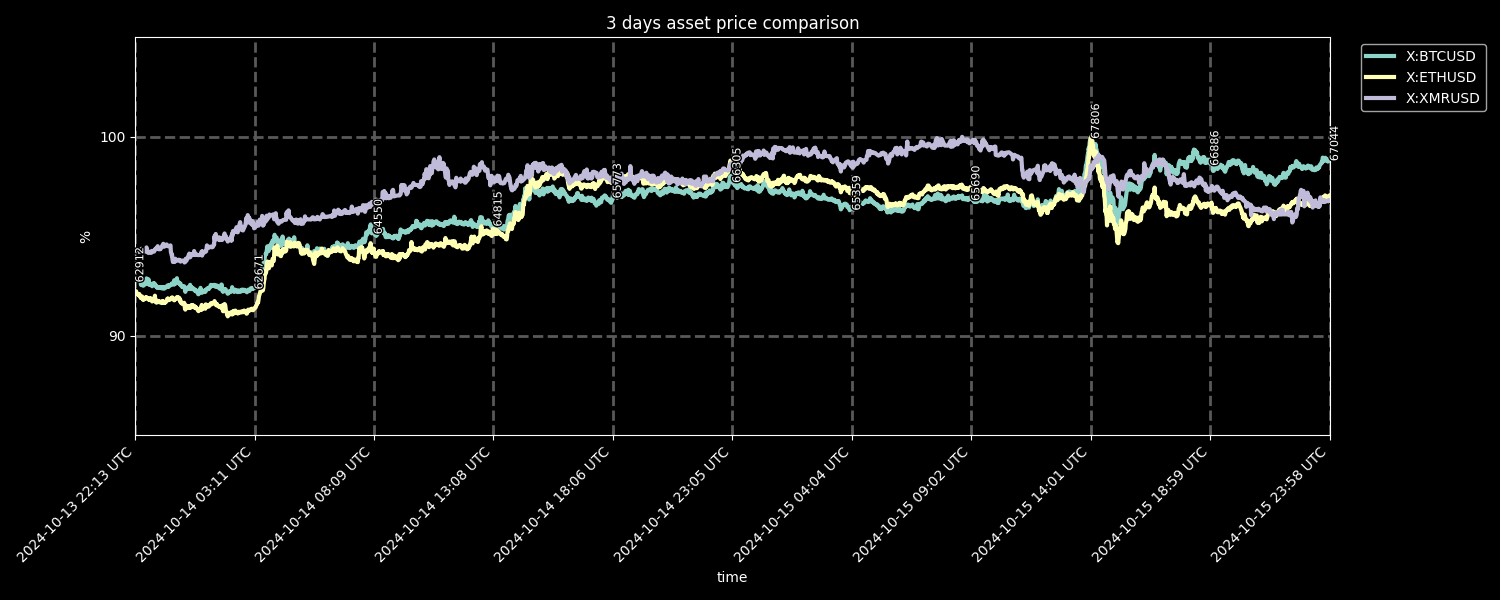 3 days asset price comparison
X:BTCUSD
X:ETHUSD
X:XMRUSD
%
100
90
62912
62671
64550
64815
65773
66305
65359
65690
67806
66886
67044
2024-10-13 22:13 UTC
2024-10-14 03:11 UTC
2024-10-14 08:09 UTC
2024-10-14 13:08 UTC
2024-10-14 18:06 UTC
2024-10-14 23:05 UTC
2024-10-15 04:04 UTC
2024-10-15 09:02 UTC
2024-10-15 14:01 UTC
2024-10-15 18:59 UTC
2024-10-15 23:58 UTC
time